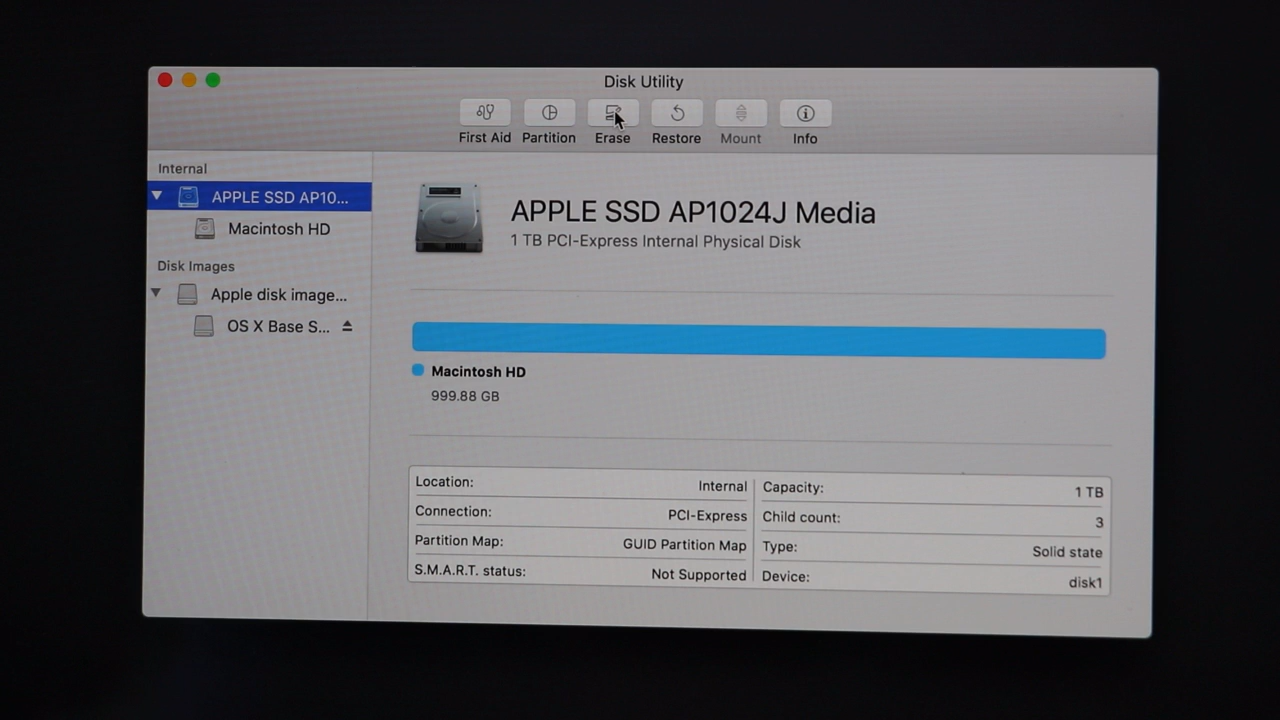 Disk Utility
First Aid Partition Erase Restore Mount Info
Internal
APPLE SSD AP10...
Macintosh HD
Disk Images
Apple disk image...
OS X Base S...
APPLE SSD AP1024J Media
1 TB PCI-Express Internal Physical Disk
Macintosh HD
999.88 GB
Location: Internal
Connection: PCI-Express
Partition Map: GUID Partition Map
S.M.A.R.T. status: Not Supported
Capacity: 1 TB
Child count: 3
Type: Solid state
Device: disk1